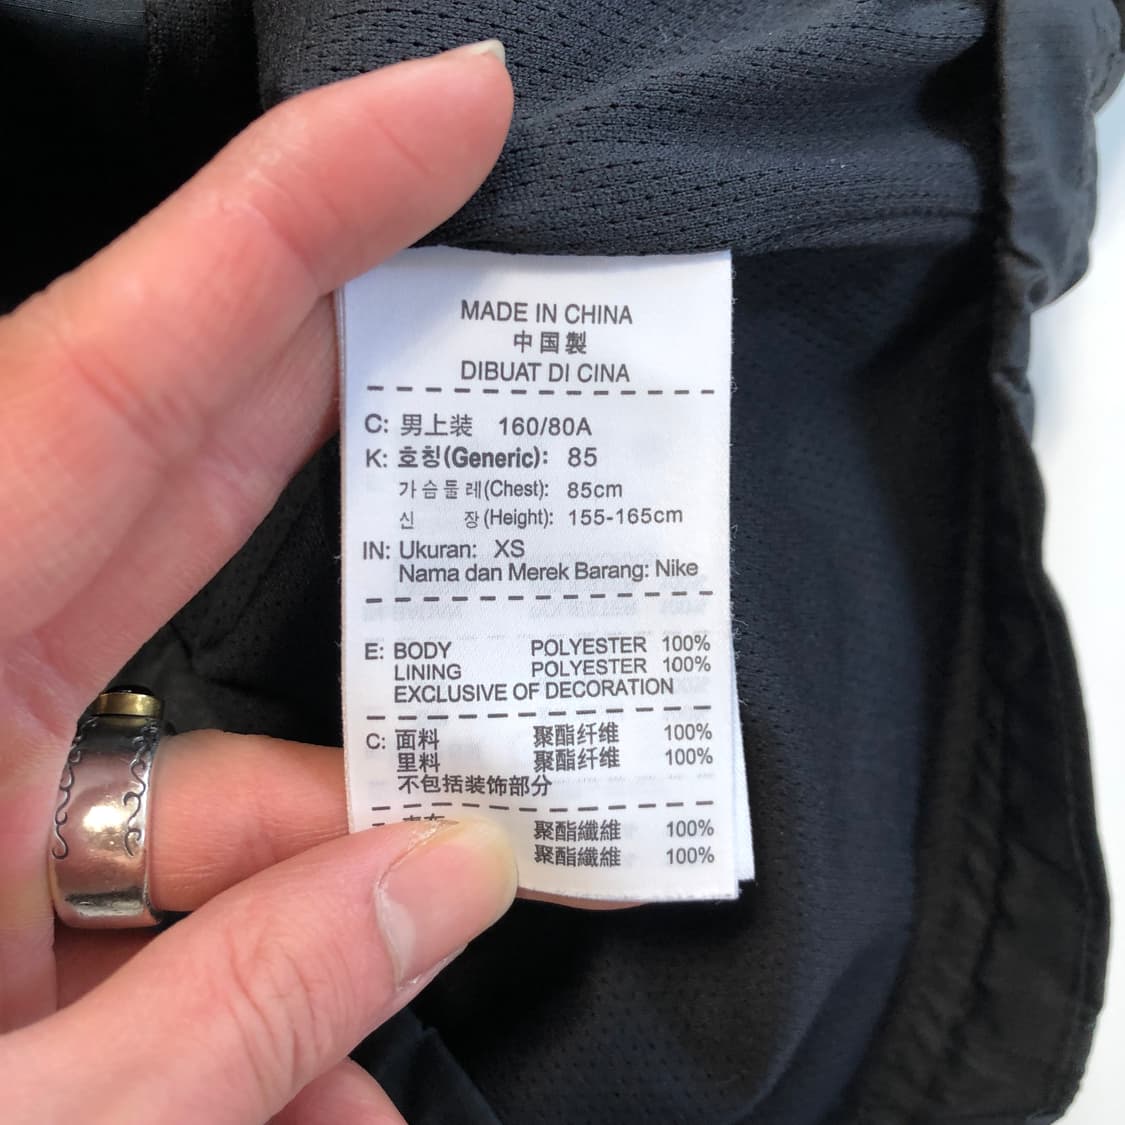 MADE IN CHINA
中国製
DIBUAT DI CINA
C: 男上装 160/80A
K: 호칭(Generic): 85
가슴둘레(Chest): 85cm
신 장(Height): 155-165cm
IN: Ukuran: XS
Nama dan Merek Barang: Nike
E: BODY POLYESTER 100%
LINING POLYESTER 100%
EXCLUSIVE OF DECORATION
C: 面料 聚酯纤维 100%
里料 聚酯纤维 100%
不包括装饰部分
聚酯纖維 100%
聚酯纖維 100%